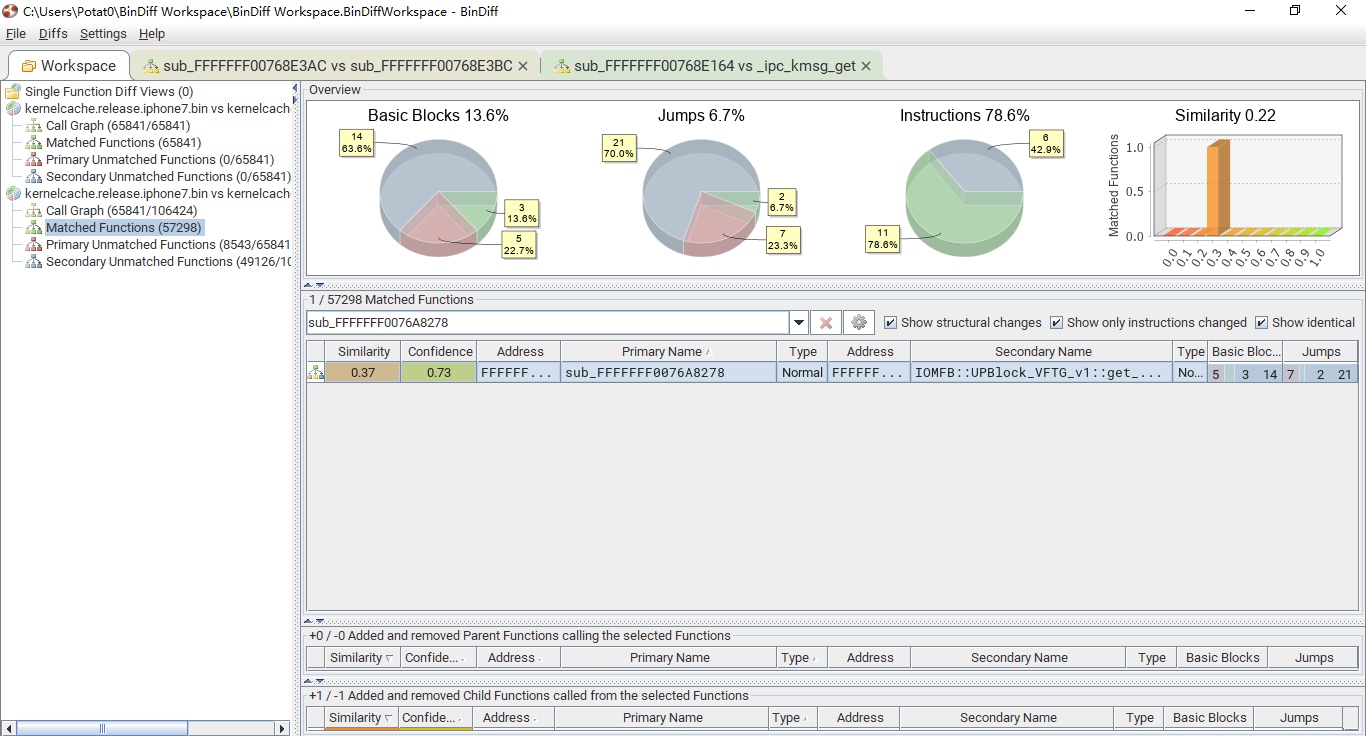 C:\Users\Potat0\BinDiff Workspace\BinDiff Workspace.BinDiffWorkspace - BinDiff
File Diffs Settings Help
Workspace sub_FFFFFFF00768E3AC vs sub_FFFFFFF00768E3BC sub_FFFFFFF00768E164 vs _ipc_kmsg_get
Single Function Diff Views (0)
kernelcache.release.iphone7.bin vs kernelcach
Call Graph (65841/65841)
Matched Functions (65841)
Primary Unmatched Functions (0/65841)
Secondary Unmatched Functions (0/65841)
kernelcache.release.iphone7.bin vs kernelcach
Call Graph (65841/106424)
Matched Functions (57298)
Primary Unmatched Functions (8543/65841
Secondary Unmatched Functions (49126/10
Overview
Basic Blocks 13.6%
14
63.6%
3
13.6%
5
22.7%
Jumps 6.7%
21
70.0%
2
6.7%
7
23.3%
Instructions 78.6%
6
42.9%
11
78.6%
Similarity 0.22
Matched Functions
1.0
0.5
0.0
0.0 0.1 0.2 0.3 0.4 0.5 0.6 0.7 0.8 0.9 1.0
1 / 57298 Matched Functions
sub_FFFFFFF0076A8278 Show structural changes Show only instructions changed Show identical
Similarity Confidence Address Primary Name Type Address Secondary Name Type Basic Bloc... Jumps
0.37 0.73 FFFFFF... sub_FFFFFFF0076A8278 Normal FFFFFF... IOMFB::UPBlock_VFTG_v1::get_... No... 5 3 14 7 2 21
+0 / -0 Added and removed Parent Functions calling the selected Functions
Similarity Confide... Address Primary Name Type Address Secondary Name Type Basic Blocks Jumps
+1 / -1 Added and removed Child Functions called from the selected Functions
Similarity Confide... Address Primary Name Type Address Secondary Name Type Basic Blocks Jumps